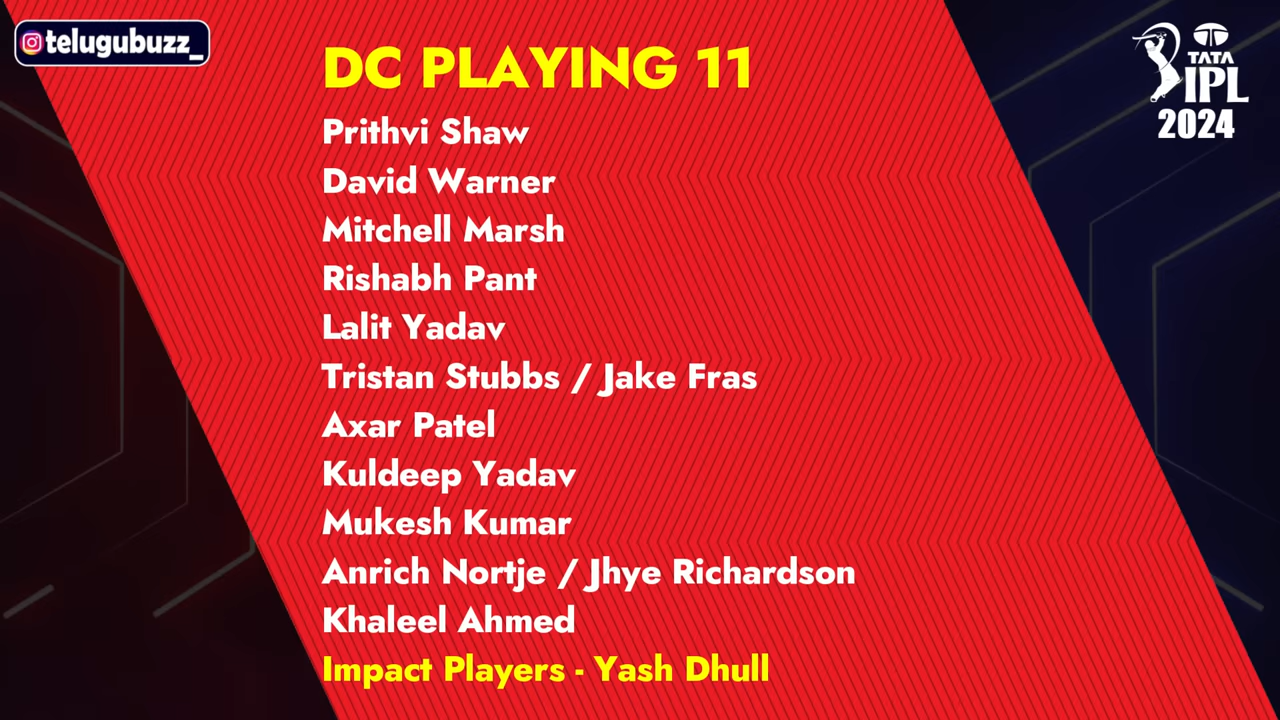 telugubuzz_
DC PLAYING 11
TATA
IPL
2024
Prithvi Shaw
David Warner
Mitchell Marsh
Rishabh Pant
Lalit Yadav
Tristan Stubbs / Jake Fras
Axar Patel
Kuldeep Yadav
Mukesh Kumar
Anrich Nortje / Jhye Richardson
Khaleel Ahmed
Impact Players - Yash Dhull